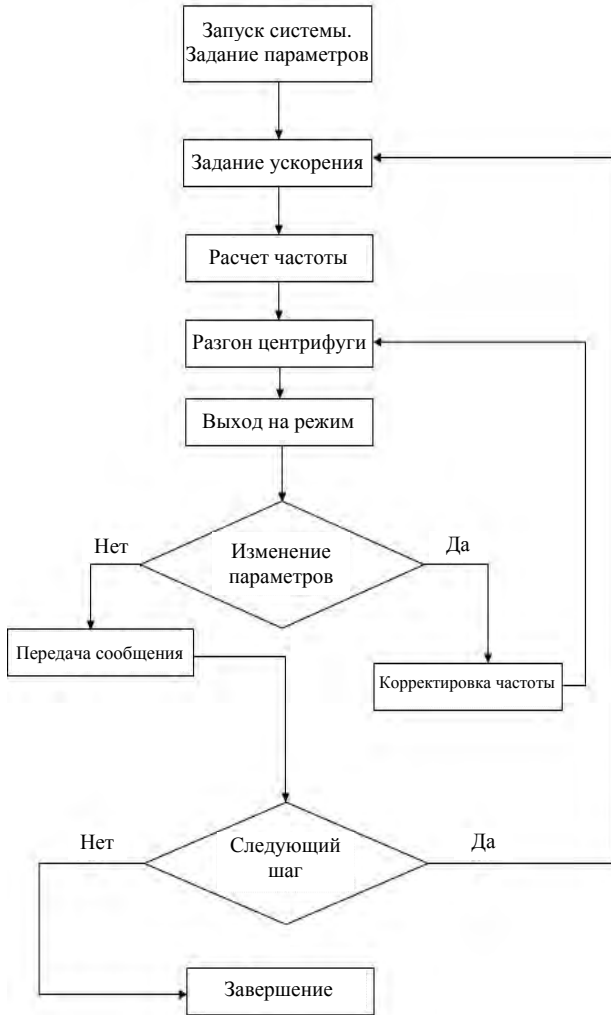 Запуск системы.
Задание параметров
Задание ускорения
Расчет частоты
Разгон центрифуги
Выход на режим
Нет
Да
Изменение
параметров
Передача сообщения
Корректировка частоты
Нет
Да
Следующий
шаг
Завершение